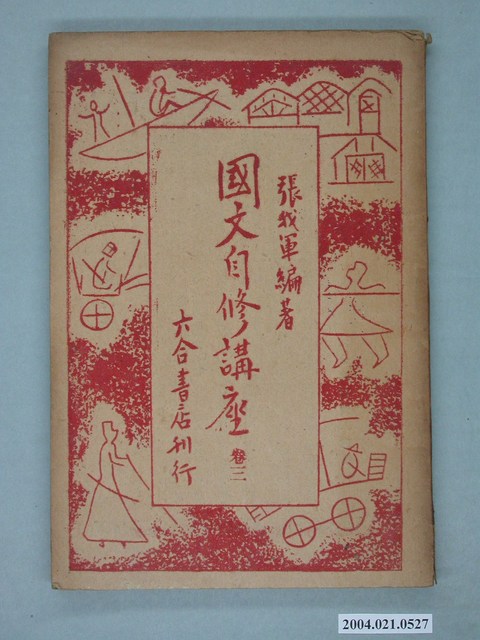 張我軍編著
國文自修講座 卷三
六合書店刊行
2004.021.0527